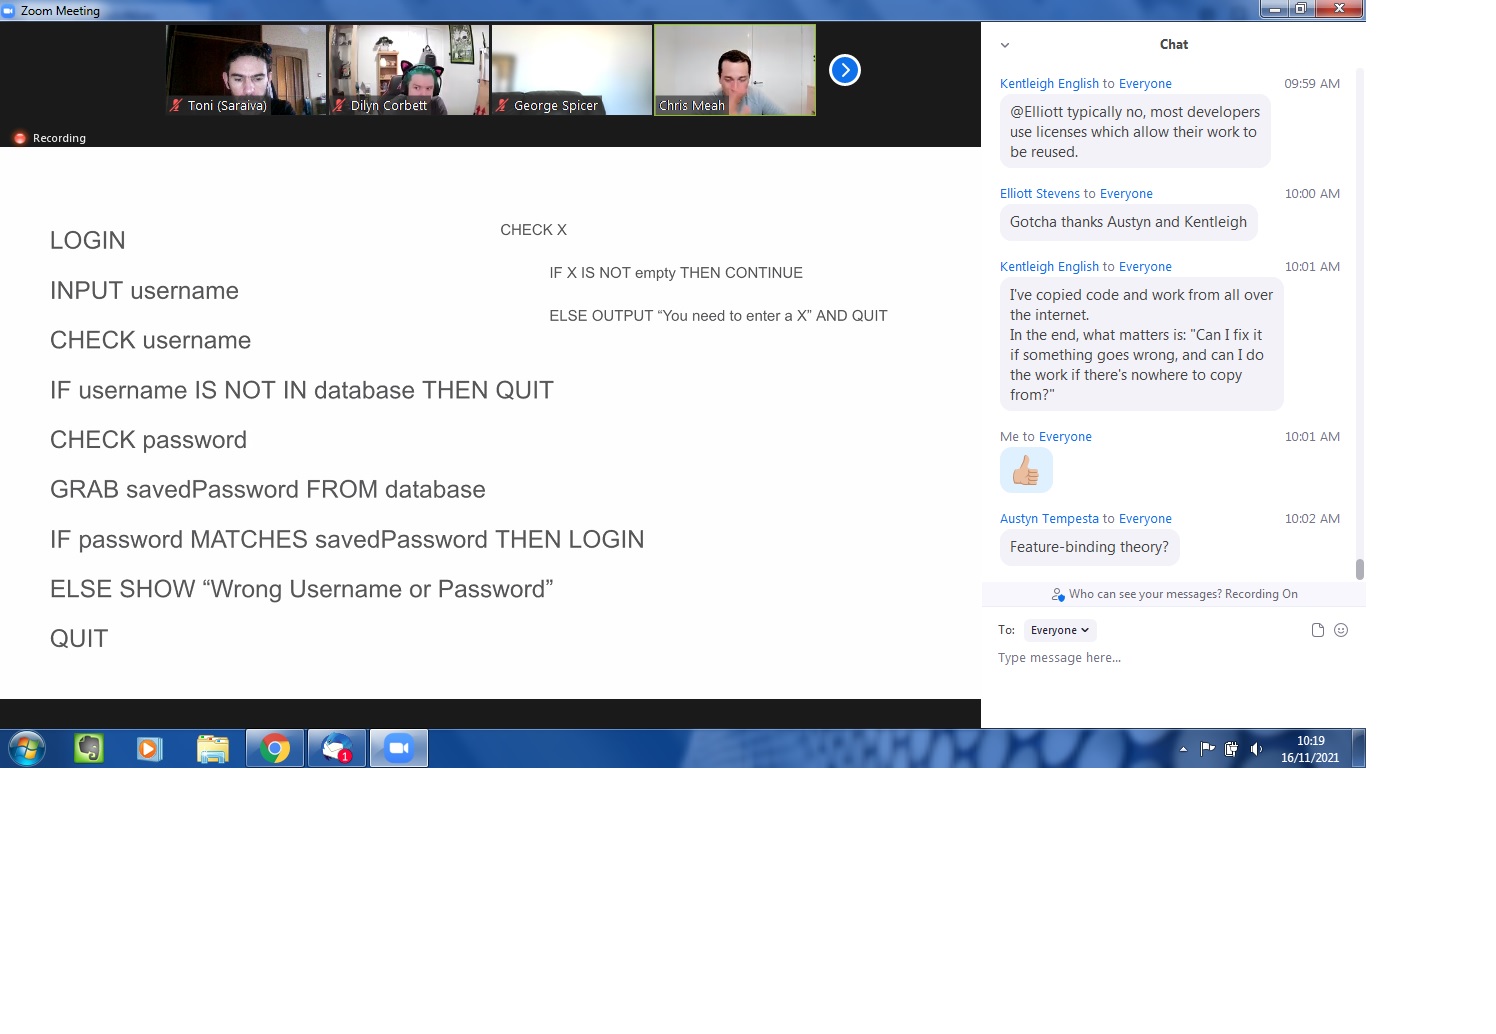 Zoom Meeting
Toni (Saraiva)
Dilyn Corbett
George Spicer
Chris Meah
Recording
LOGIN
INPUT username
CHECK username
IF username IS NOT IN database THEN QUIT
CHECK password
GRAB savedPassword FROM database
IF password MATCHES savedPassword THEN LOGIN
ELSE SHOW “Wrong Username or Password”
QUIT
CHECK X
IF X IS NOT empty THEN CONTINUE
ELSE OUTPUT “You need to enter a X” AND QUIT
Chat
Kentleigh English to Everyone 09:59 AM
@Elliott typically no, most developers
use licenses which allow their work to
be reused.
Elliott Stevens to Everyone 10:00 AM
Gotcha thanks Austyn and Kentleigh
Kentleigh English to Everyone 10:01 AM
I've copied code and work from all over
the internet.
In the end, what matters is: "Can I fix it
if something goes wrong, and can I do
the work if there's nowhere to copy
from?"
Me to Everyone 10:01 AM
Austyn Tempesta to Everyone 10:02 AM
Feature-binding theory?
Who can see your messages? Recording On
To: Everyone
Type message here...
1
10:19
16/11/2021